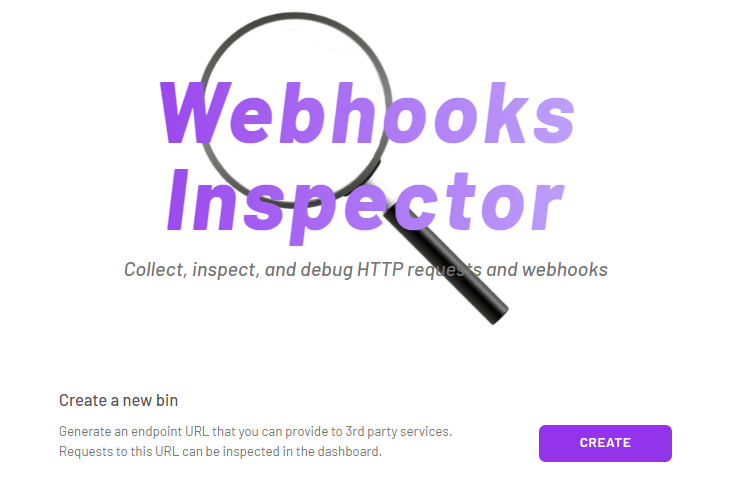 Webhooks
Inspector
Collect, inspect, and debug HTTP requests and webhooks
Create a new bin
Generate an endpoint URL that you can provide to 3rd party services.
Requests to this URL can be inspected in the dashboard.
CREATE